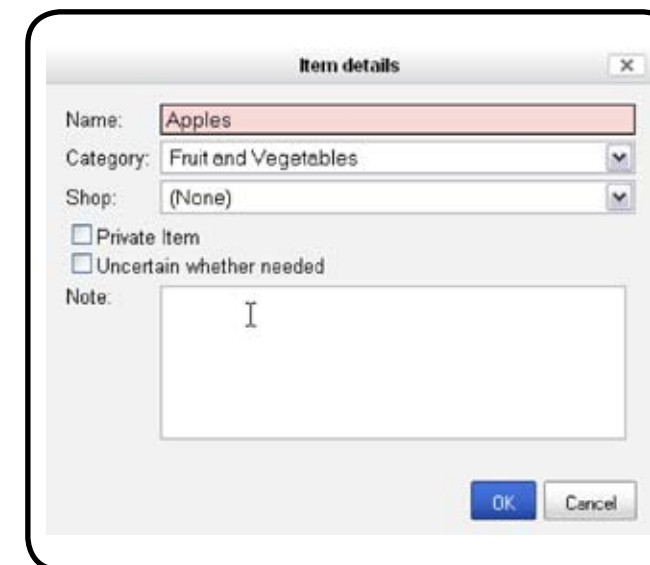 Item details
Name: Apples
Category: Fruit and Vegetables
Shop: (None)
Private Item
Uncertain whether needed
Note:
OK Cancel